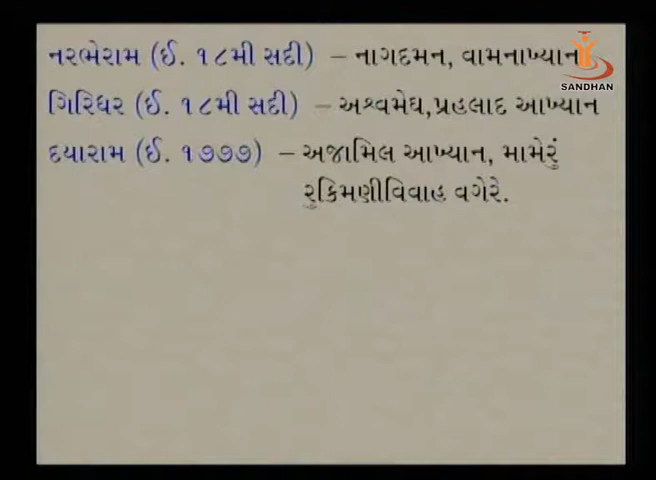 નરભેરામ (ઈ. ૧૮મી સદી) – નાગદમન, વામનાખ્યાન
SANDHAN
ગિરિધર (ઈ. ૧૮મી સદી) – અશ્વમેઘ,પ્રહલાદ આખ્યાન
દયારામ (ઈ. ૧૭૭૭) – અજામિલ આખ્યાન, મામેરું
રુકિમણીવિવાહ વગેરે.